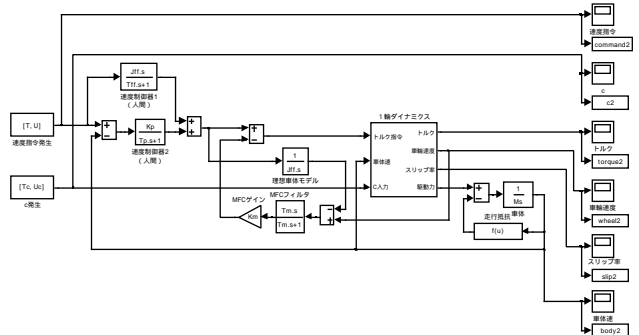 速度指令
command2
Jff.s
Tff.s+1
速度制御器1
(人間)
c
c2
[T, U]
速度指令発生
Kp
Tp.s+1
速度制御器2
(人間)
1輪ダイナミクス
トルク指令
車体速
C入力
トルク
車輪速度
スリップ率
駆動力
トルク
torque2
1
Jff.s
理想車体モデル
[Tc, Uc]
c発生
MFCゲイン
Km
MFCフィルタ
Tm.s
Tm.s+1
1
Ms
車体
走行抵抗
f(u)
車輪速度
wheel2
スリップ率
slip2
車体速
body2